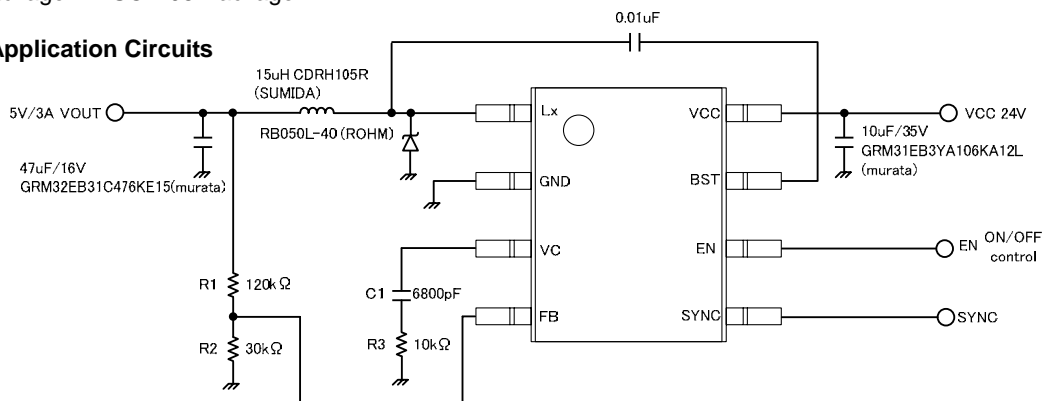 Application Circuits
0.01uF
15uH CDRH105R
(SUMIDA)
5V/3A VOUT
RB050L-40 (ROHM)
47uF/16V
GRM32EB31C476KE15(murata)
Lx
VCC
VCC 24V
10uF/35V
GRM31EB3YA106KA12L
(murata)
GND
BST
VC
EN
EN ON/OFF
control
R1 120kΩ
C1 6800pF
FB
SYNC
SYNC
R2 30kΩ
R3 10kΩ